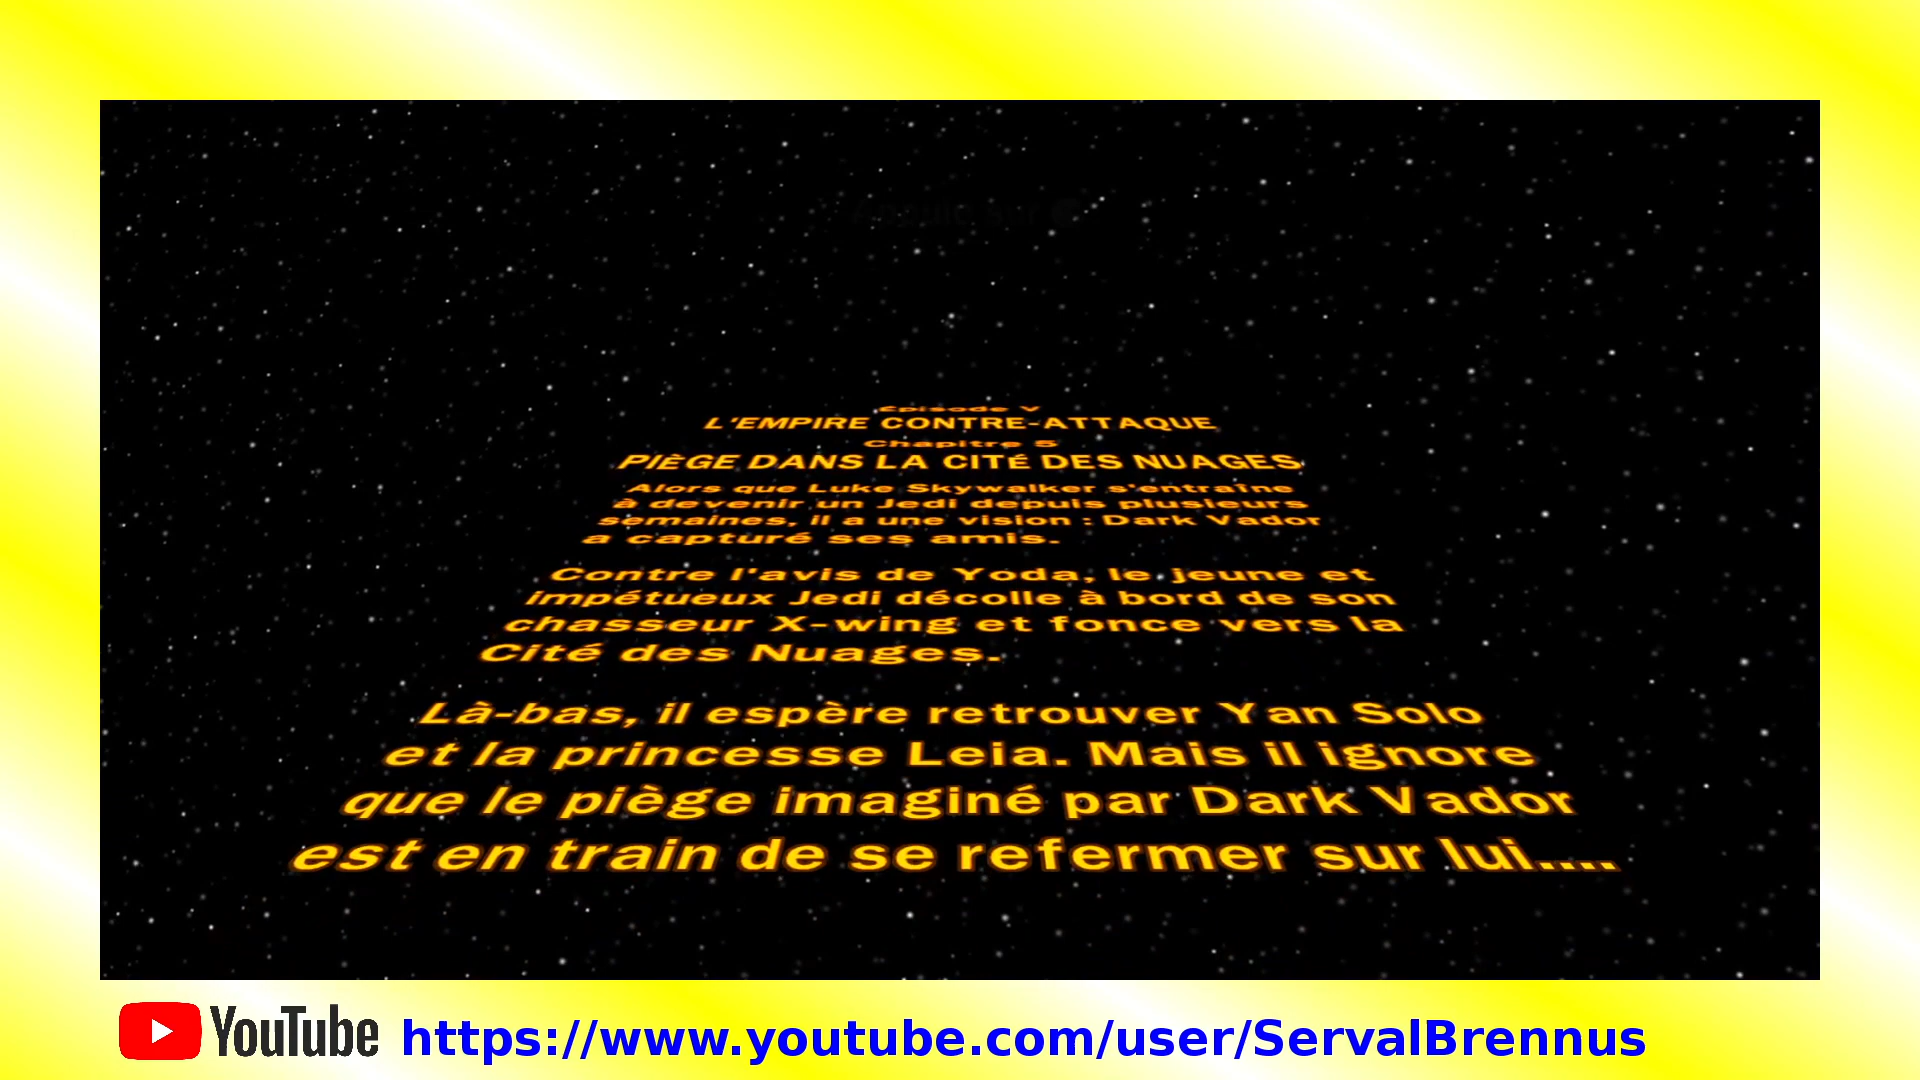 Appuie sur
Épisode V
L'EMPIRE CONTRE-ATTAQUE
Chapitre 5
PIÈGE DANS LA CITÉ DES NUAGES
Alors que Luke Skywalker s'entraîne
à devenir un Jedi depuis plusieurs
semaines, il a une vision : Dark Vador
a capturé ses amis.
Contre l'avis de Yoda, le jeune et
impétueux Jedi décolle à bord de son
chasseur X-wing et fonce vers la
Cité des Nuages.
Là-bas, il espère retrouver Yan Solo
et la princesse Leia. Mais il ignore
que le piège imaginé par Dark Vador
est en train de se refermer sur lui....
YouTube https://www.youtube.com/user/ServalBrennus